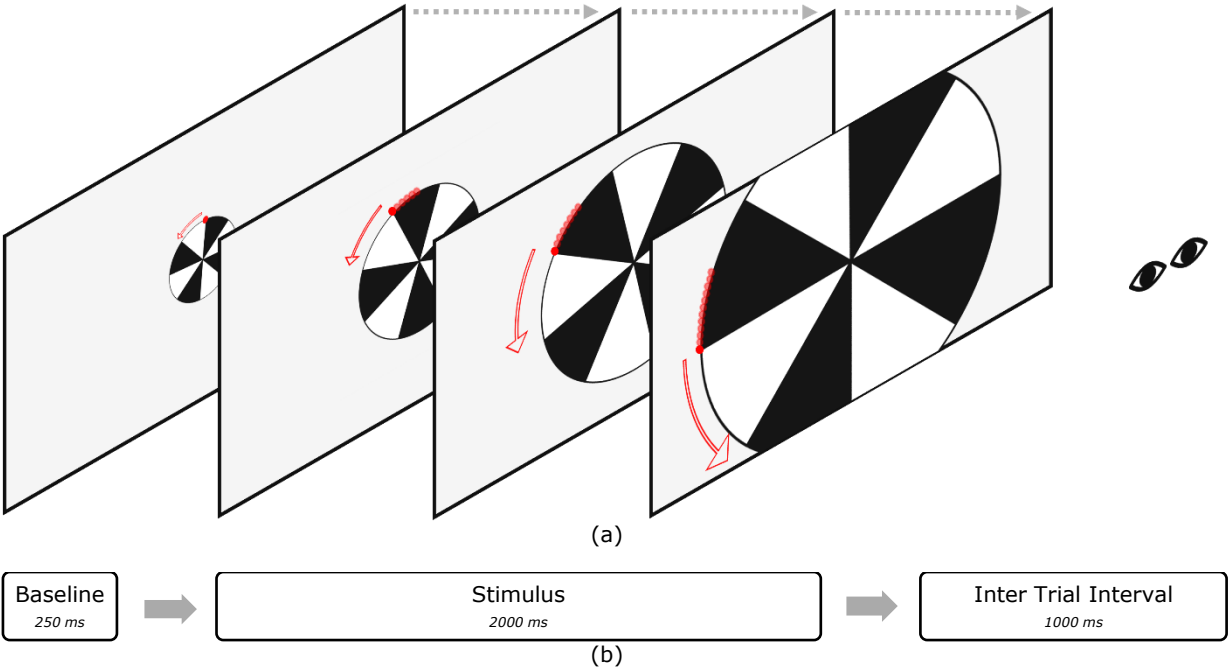 (a)
Baseline
250 ms
Stimulus
2000 ms
Inter Trial Interval
1000 ms
(b)